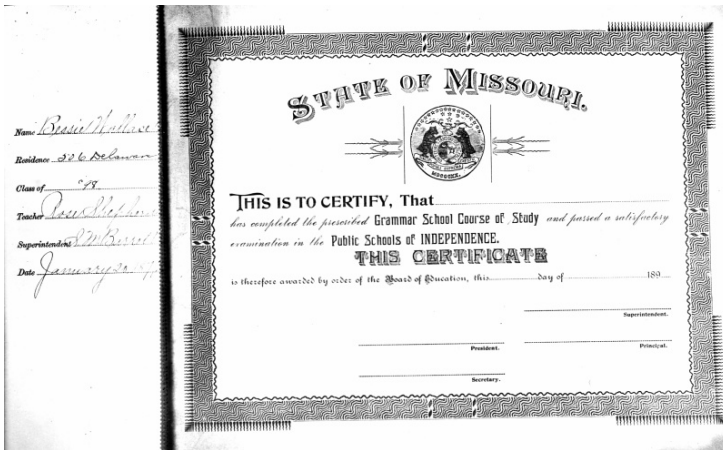 Name Bessie Wallace
Residence 206 Delaware
Class of '98.
Teacher Rose
Superintendent
Date January 20
STATE OF MISSOURI.
MISSOURI.
THIS IS TO CERTIFY, That
has completed the prescribed Grammar School Course of Study and passed a satisfactory
examination in the Public Schools of INDEPENDENCE.
THIS CERTIFICATE
is therefore awarded by order of the Board of Education, this day of 189
Superintendent.
President.
Principal.
Secretary.